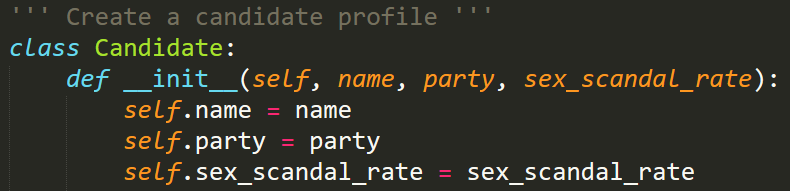 ''' Create a candidate profile '''
class Candidate:
    def __init__(self, name, party, sex_scandal_rate):
        self.name = name
        self.party = party
        self.sex_scandal_rate = sex_scandal_rate